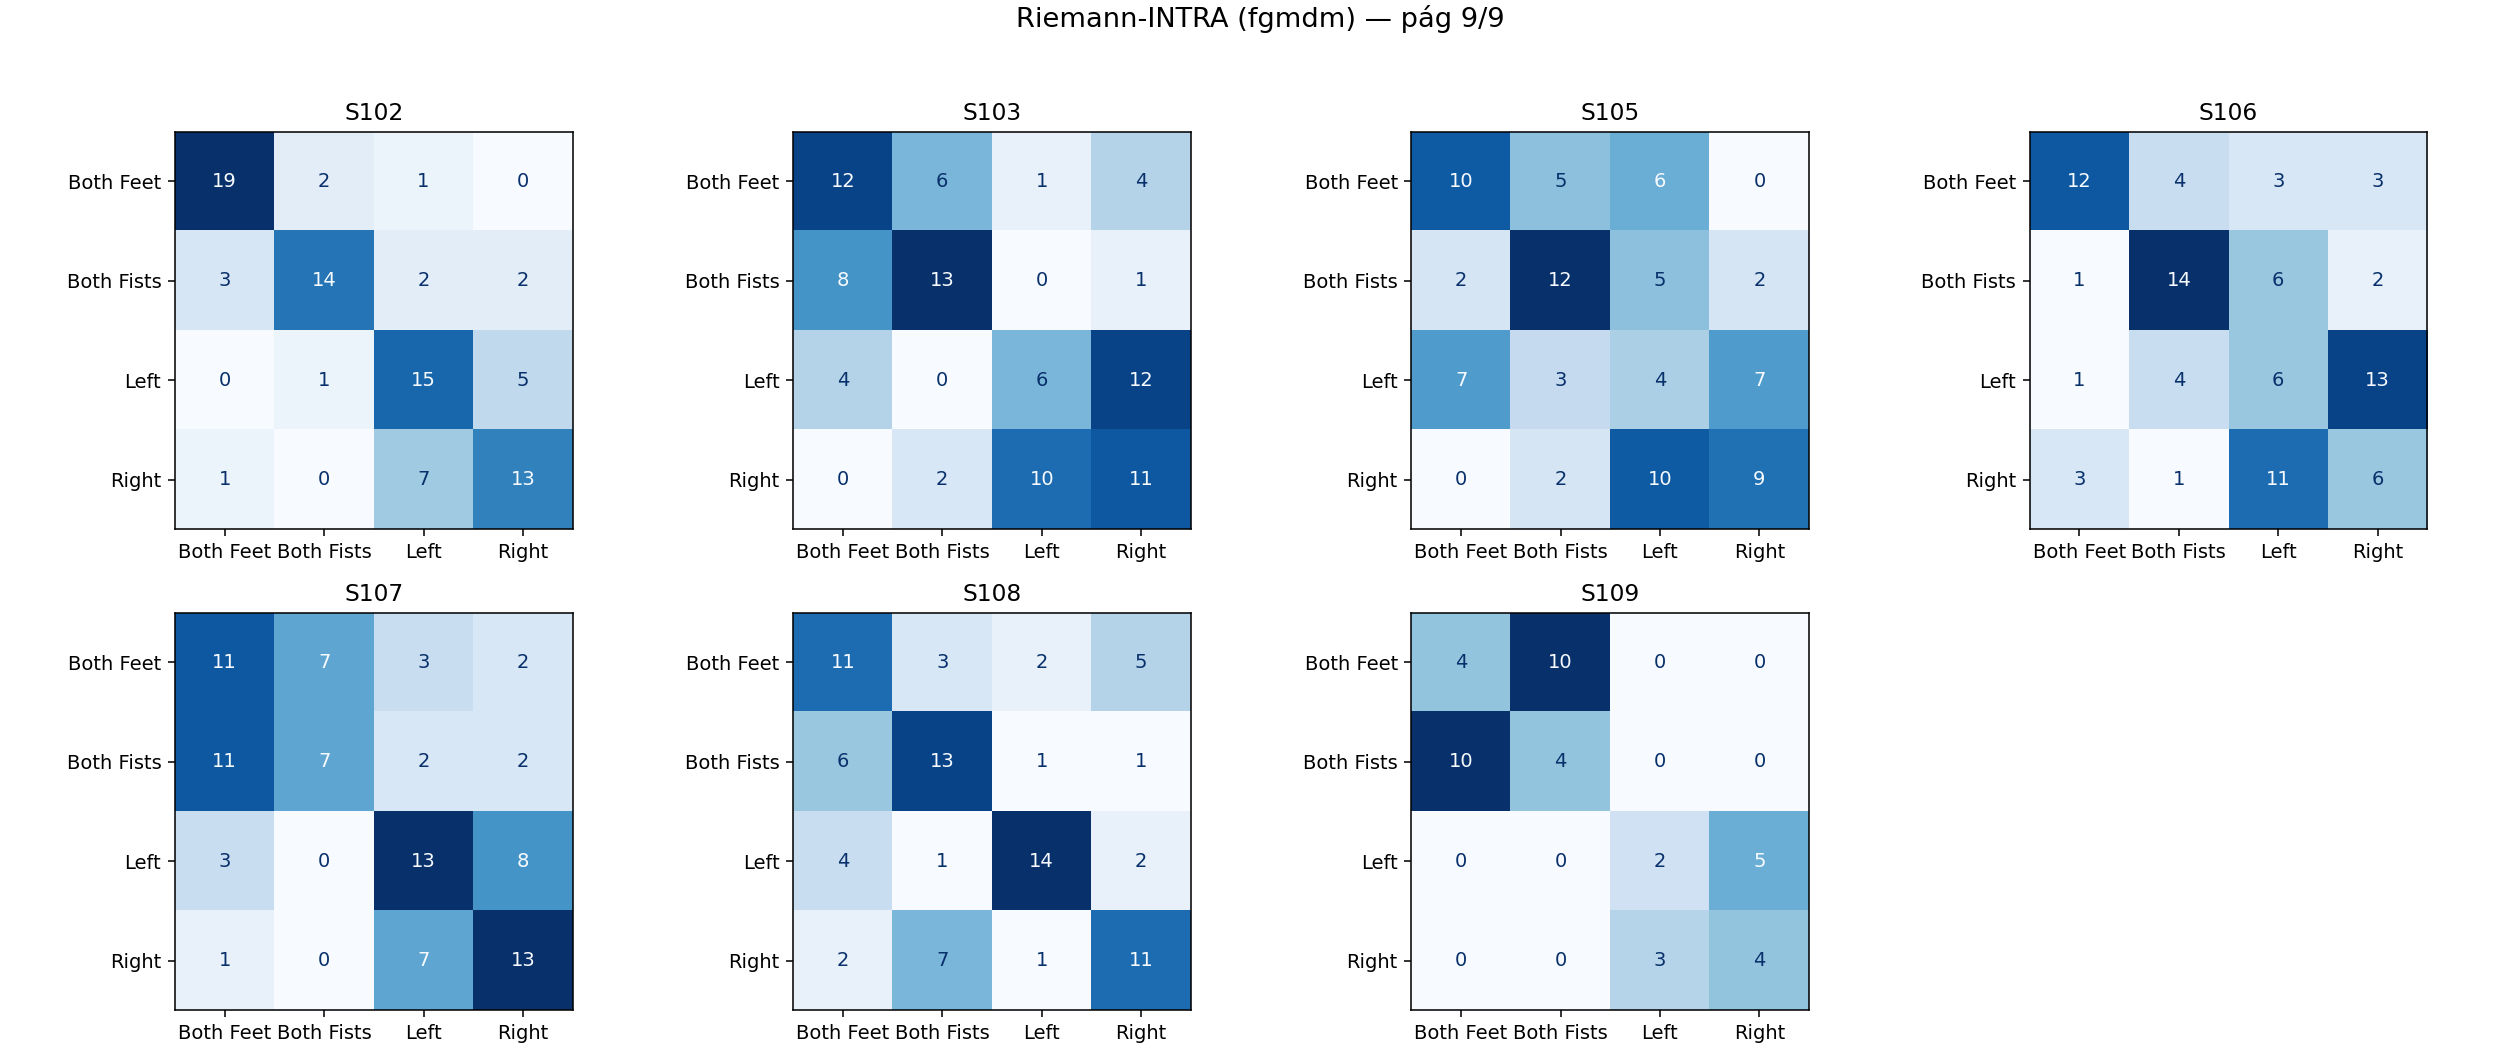 Riemann-INTRA (fgmdm) — pág 9/9
S102
Both Feet 19 2 1 0
Both Fists 3 14 2 2
Left 0 1 15 5
Right 1 0 7 13
Both Feet Both Fists Left Right
S103
Both Feet 12 6 1 4
Both Fists 8 13 0 1
Left 4 0 6 12
Right 0 2 10 11
Both Feet Both Fists Left Right
S105
Both Feet 10 5 6 0
Both Fists 2 12 5 2
Left 7 3 4 7
Right 0 2 10 9
Both Feet Both Fists Left Right
S106
Both Feet 12 4 3 3
Both Fists 1 14 6 2
Left 1 4 6 13
Right 3 1 11 6
Both Feet Both Fists Left Right
S107
Both Feet 11 7 3 2
Both Fists 11 7 2 2
Left 3 0 13 8
Right 1 0 7 13
Both Feet Both Fists Left Right
S108
Both Feet 11 3 2 5
Both Fists 6 13 1 1
Left 4 1 14 2
Right 2 7 1 11
Both Feet Both Fists Left Right
S109
Both Feet 4 10 0 0
Both Fists 10 4 0 0
Left 0 0 2 5
Right 0 0 3 4
Both Feet Both Fists Left Right